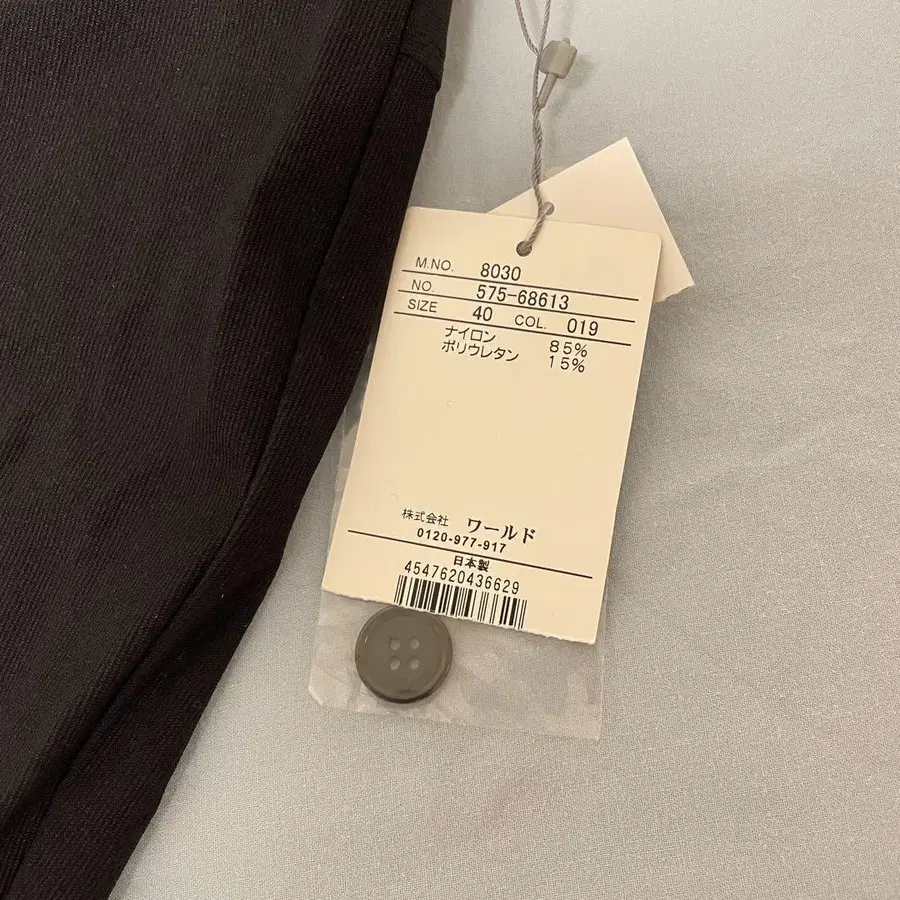 M.NO. 8030
NO. 575-68613
SIZE 40 COL. 019
ナイロン 85%
ポリウレタン 15%
株式会社 ワールド
0120-977-917
日本製
4547620436629